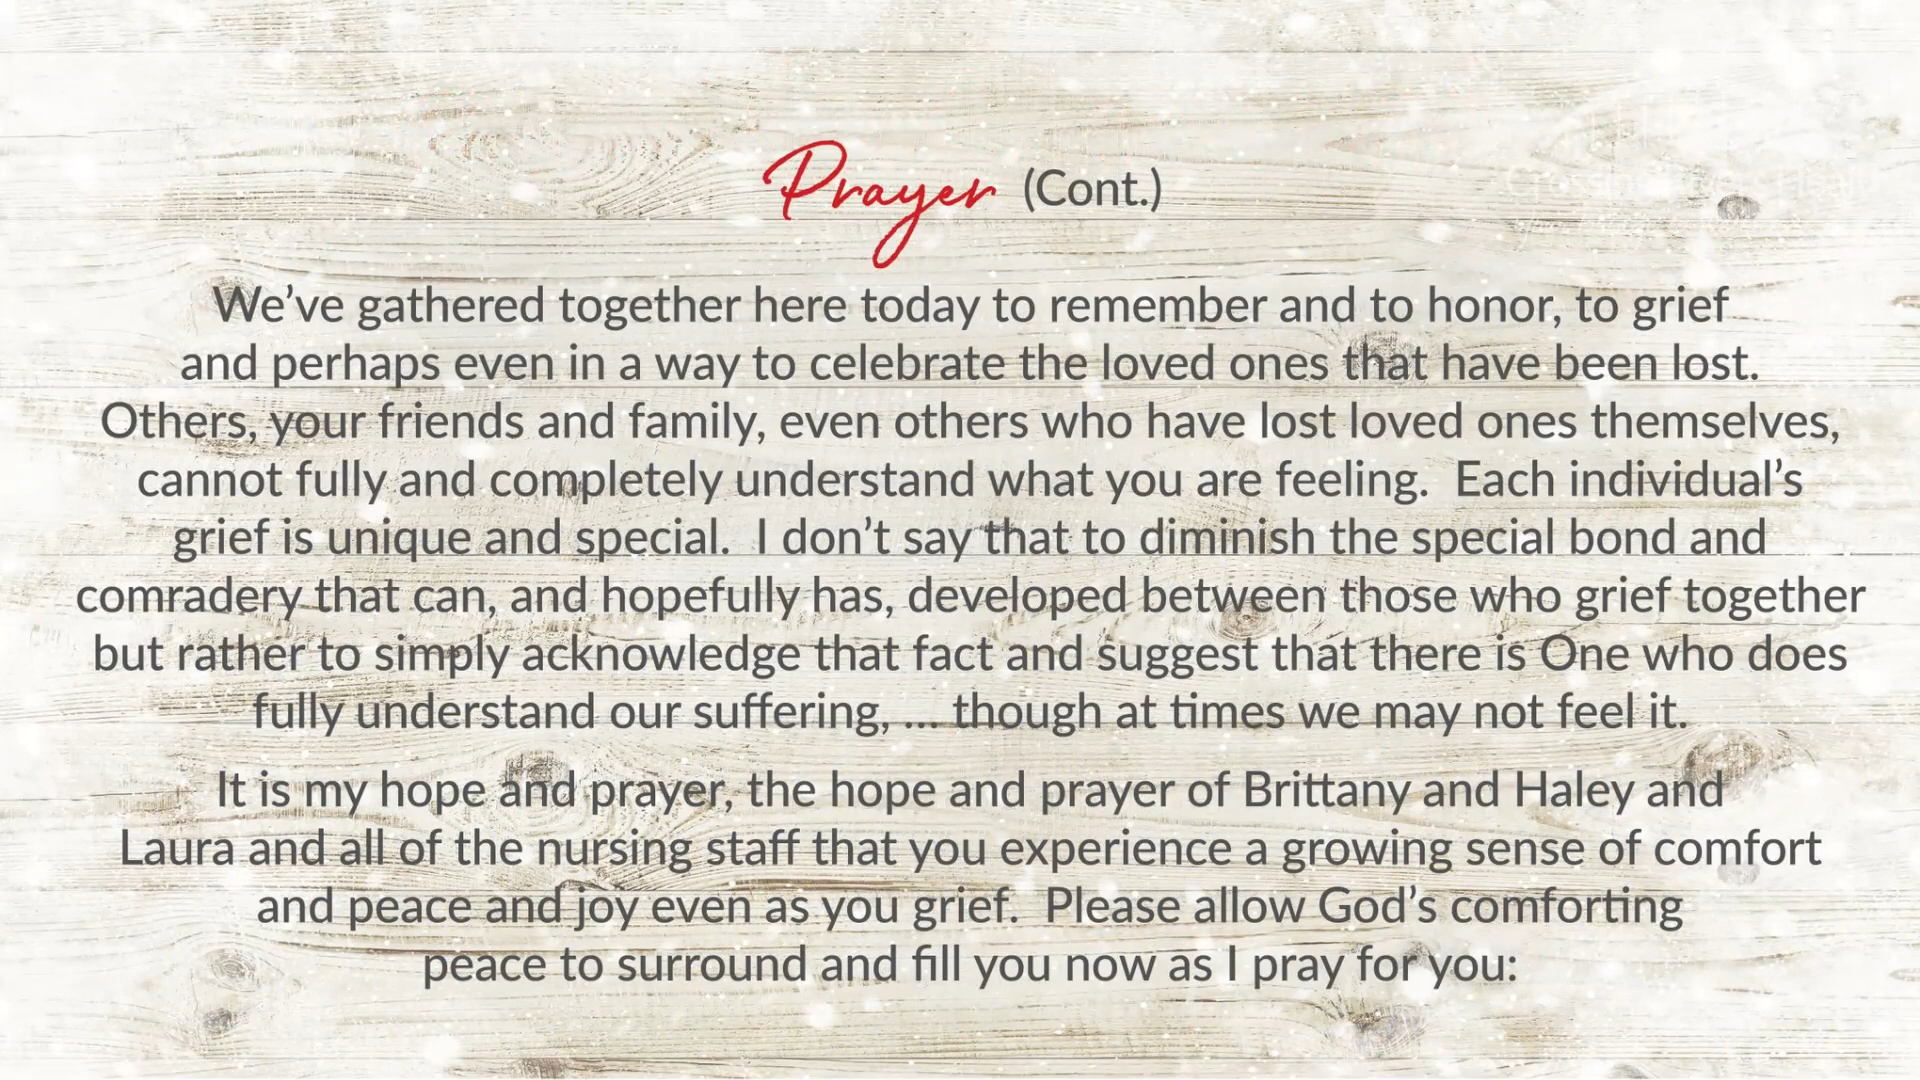 Prayer (Cont.)
We’ve gathered together here today to remember and to honor, to grief
and perhaps even in a way to celebrate the loved ones that have been lost.
Others, your friends and family, even others who have lost loved ones themselves,
cannot fully and completely understand what you are feeling.  Each individual’s
grief is unique and special.  I don’t say that to diminish the special bond and
comradery that can, and hopefully has, developed between those who grief together
but rather to simply acknowledge that fact and suggest that there is One who does
fully understand our suffering, ... though at times we may not feel it.
It is my hope and prayer, the hope and prayer of Brittany and Haley and
Laura and all of the nursing staff that you experience a growing sense of comfort
and peace and joy even as you grief.  Please allow God’s comforting
peace to surround and fill you now as I pray for you: